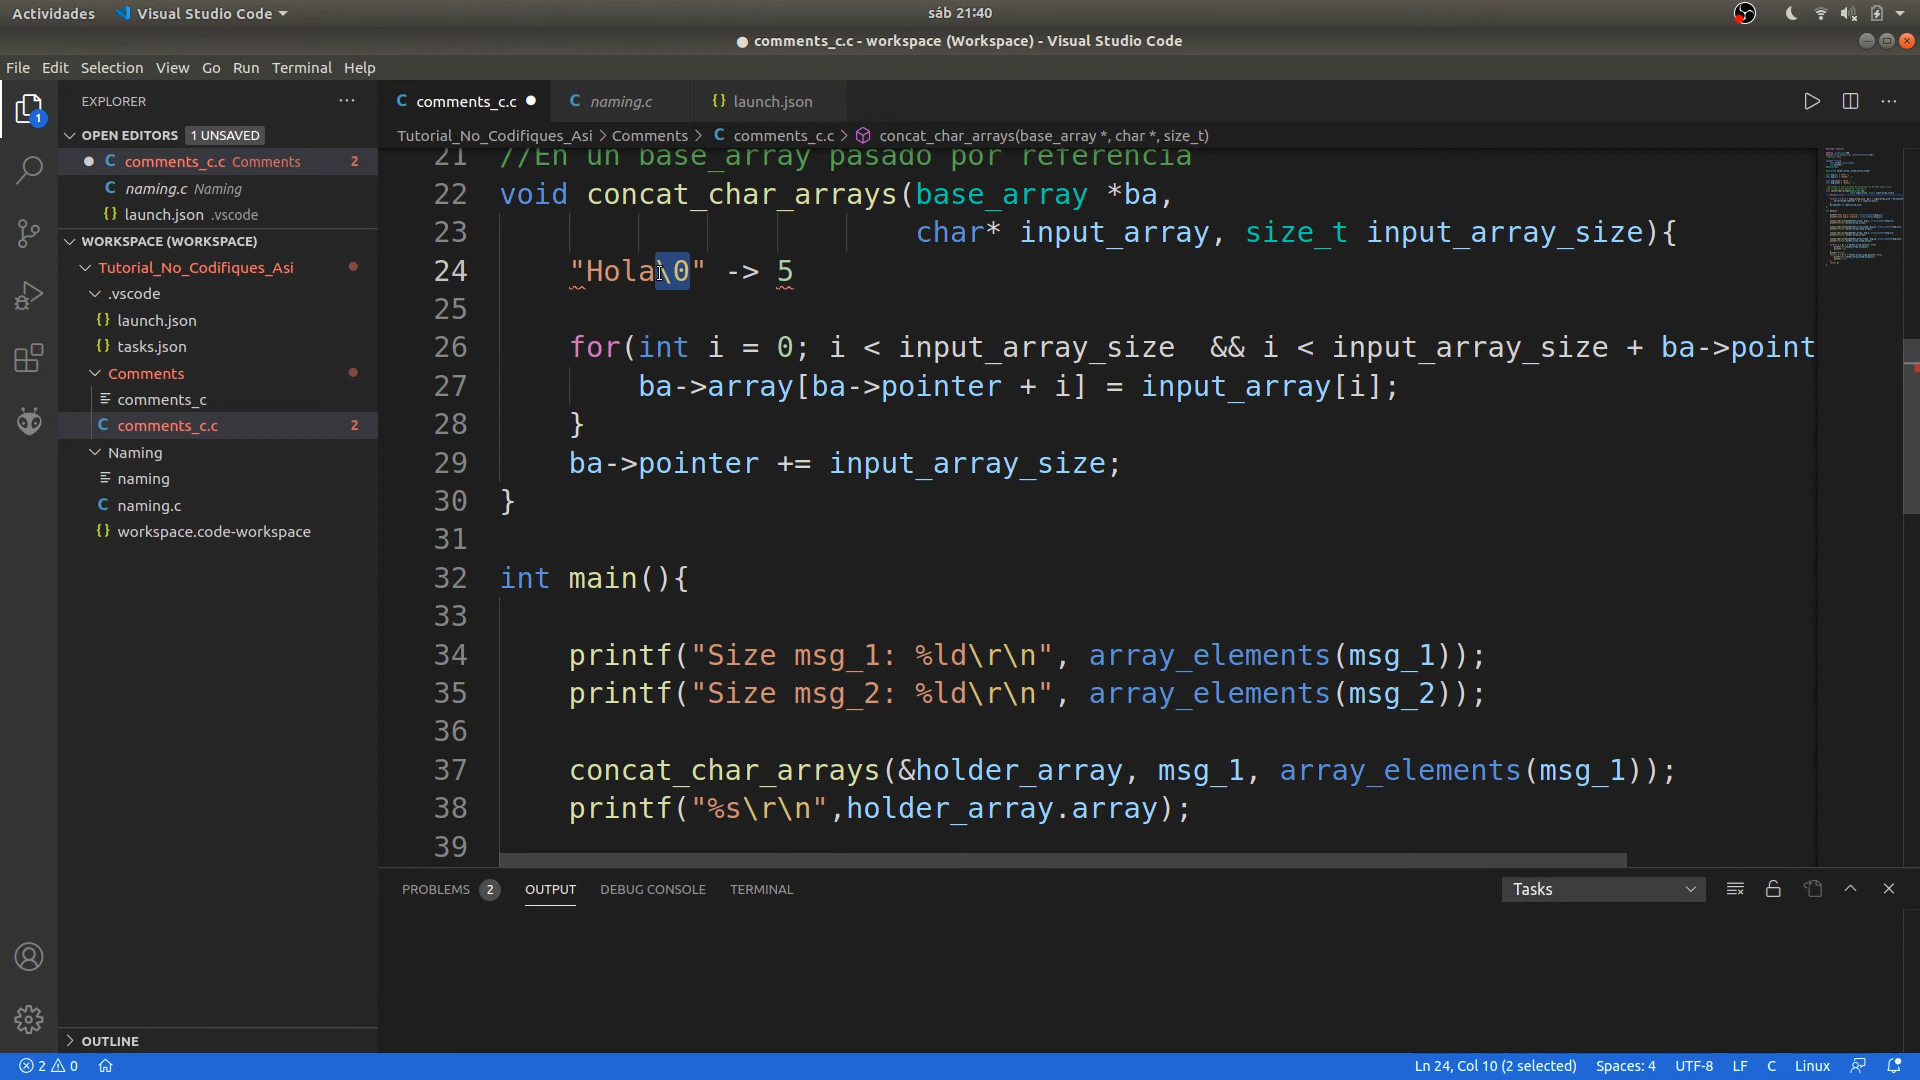 Actividades Visual Studio Code sáb 21:40
● comments_c.c - workspace (Workspace) - Visual Studio Code
File Edit Selection View Go Run Terminal Help
EXPLORER ···
OPEN EDITORS 1 UNSAVED
comments_c.c Comments 2
naming.c Naming
launch.json .vscode
WORKSPACE (WORKSPACE)
Tutorial_No_Codifiques_Asi
.vscode
launch.json
tasks.json
Comments
comments_c
comments_c.c 2
Naming
naming
naming.c
workspace.code-workspace
OUTLINE
1
comments_c.c naming.c launch.json
Tutorial_No_Codifiques_Asi > Comments > comments_c.c > concat_char_arrays(base_array *, char *, size_t)
21 //En un base_array pasado por referencia
22 void concat_char_arrays(base_array *ba,
23 char* input_array, size_t input_array_size){
24 "Hola\0" -> 5
25
26 for(int i = 0; i < input_array_size  && i < input_array_size + ba->point
27 ba->array[ba->pointer + i] = input_array[i];
28 }
29 ba->pointer += input_array_size;
30 }
31
32 int main(){
33
34 printf("Size msg_1: %ld\r\n", array_elements(msg_1));
35 printf("Size msg_2: %ld\r\n", array_elements(msg_2));
36
37 concat_char_arrays(&holder_array, msg_1, array_elements(msg_1));
38 printf("%s\r\n",holder_array.array);
39
PROBLEMS 2 OUTPUT DEBUG CONSOLE TERMINAL Tasks
2 0 Ln 24, Col 10 (2 selected) Spaces: 4 UTF-8 LF C Linux